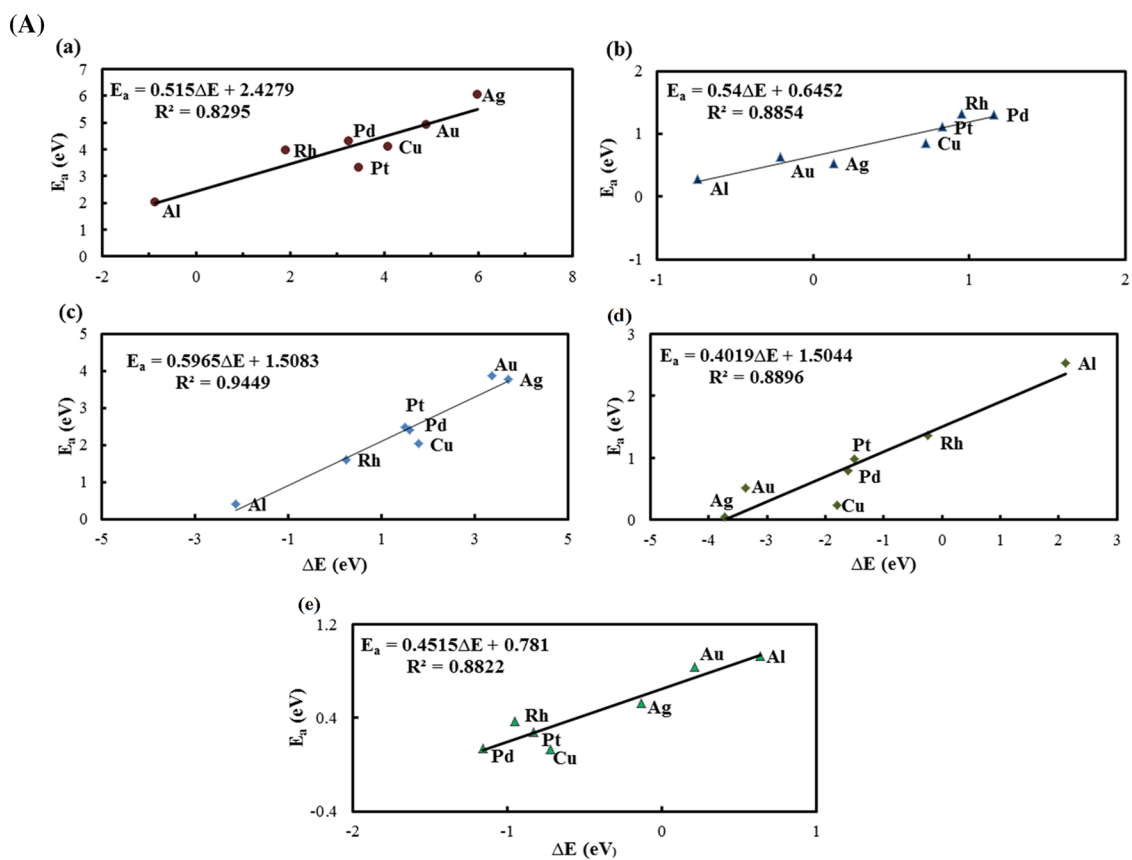 (A)
(a)
7
6
5
4
3
2
1
0
Eₐ (eV)
Eₐ = 0.515ΔE + 2.4279
R² = 0.8295
Ag
Au
Pd
Cu
Rh
Pt
Al
-2
0
2
4
6
8
(b)
2
1
0
-1
Eₐ (eV)
Eₐ = 0.54ΔE + 0.6452
R² = 0.8854
Rh
Pd
Pt
Cu
Au
Ag
Al
-1
0
1
2
(c)
5
4
3
2
1
0
Eₐ (eV)
Eₐ = 0.5965ΔE + 1.5083
R² = 0.9449
Au
Ag
Pt
Pd
Cu
Rh
Al
-5
-3
-1
1
3
5
ΔE (eV)
(d)
3
2
1
0
Eₐ (eV)
Eₐ = 0.4019ΔE + 1.5044
R² = 0.8896
Al
Rh
Pt
Pd
Au
Ag
Cu
-5
-4
-3
-2
-1
0
1
2
3
ΔE (eV)
(e)
1.2
0.4
-0.4
Eₐ (eV)
Eₐ = 0.4515ΔE + 0.781
R² = 0.8822
Au
Al
Ag
Rh
Pt
Pd
Cu
-2
-1
0
1
ΔE (eV)